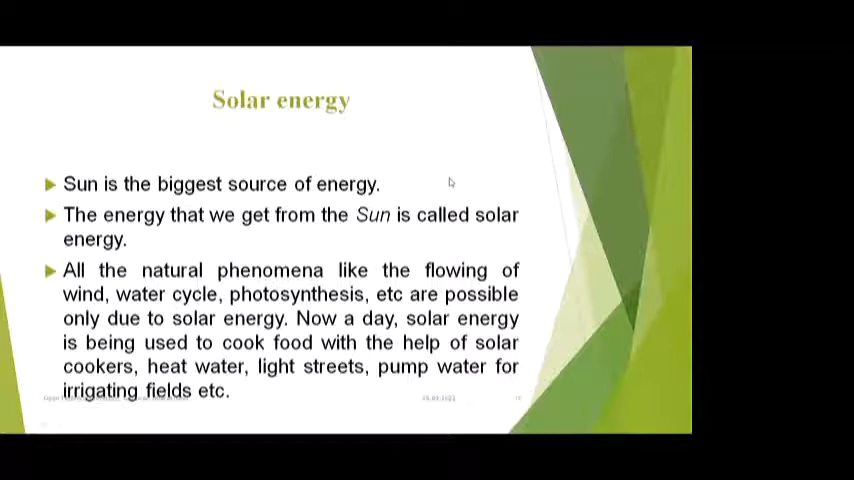 Solar energy
Sun is the biggest source of energy.
The energy that we get from the Sun is called solar
energy.
All the natural phenomena like the flowing of
wind, water cycle, photosynthesis, etc are possible
only due to solar energy. Now a day, solar energy
is being used to cook food with the help of solar
cookers, heat water, light streets, pump water for
irrigating fields etc.